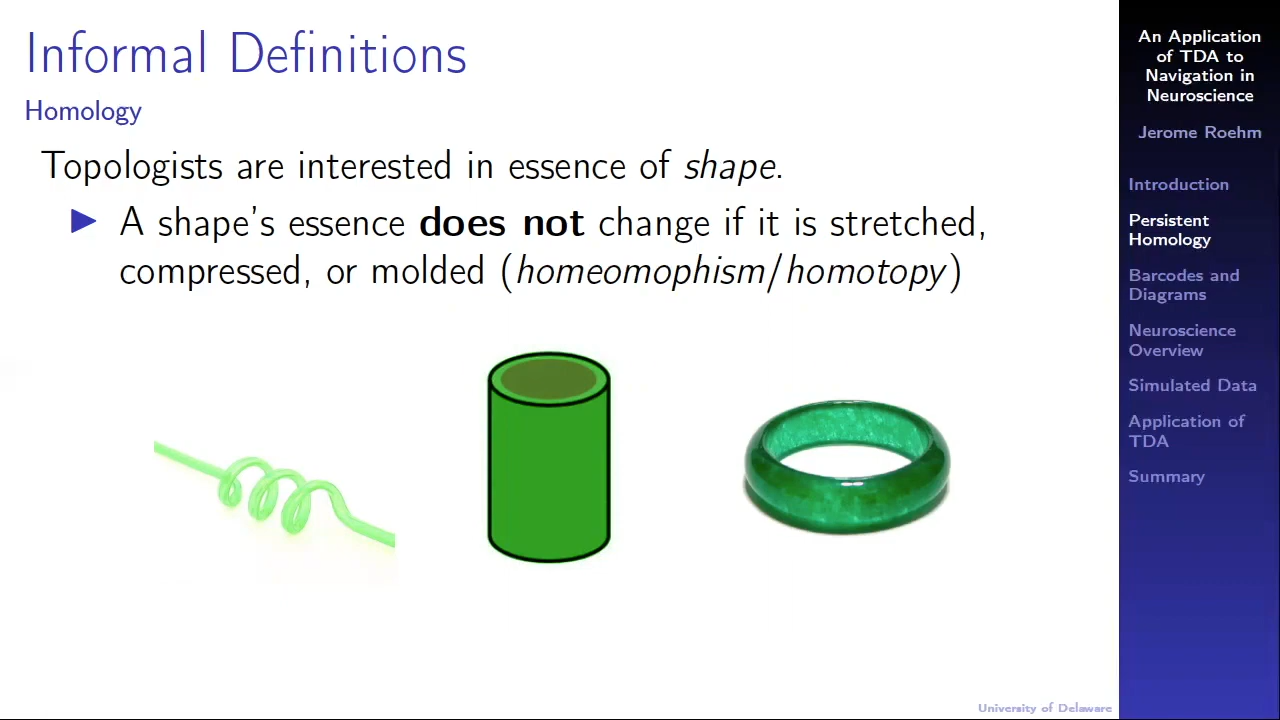 Informal Definitions
Homology
Topologists are interested in essence of shape.
▶ A shape's essence does not change if it is stretched,
compressed, or molded (homeomophism/homotopy)
University of Delaware
An Application
of TDA to
Navigation in
Neuroscience
Jerome Roehm
Introduction
Persistent
Homology
Barcodes and
Diagrams
Neuroscience
Overview
Simulated Data
Application of
TDA
Summary